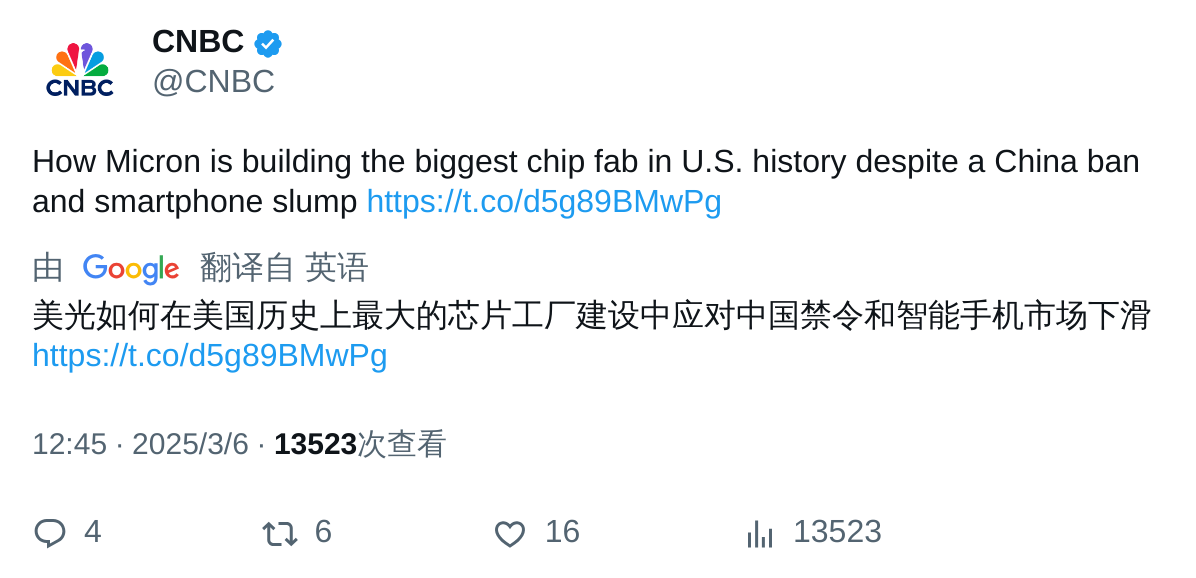 CNBC
CNBC
@CNBC
How Micron is building the biggest chip fab in U.S. history despite a China ban
and smartphone slump https://t.co/d5g89BMwPg
由 Google 翻译自 英语
美光如何在美国历史上最大的芯片工厂建设中应对中国禁令和智能手机市场下滑
https://t.co/d5g89BMwPg
12:45 · 2025/3/6 · 13523次查看
4 6 16 13523